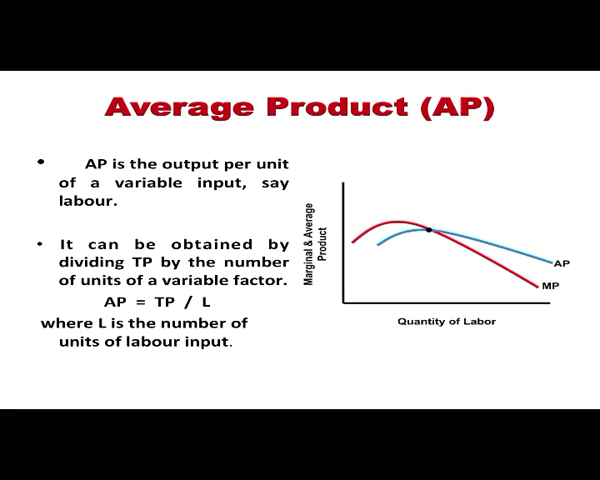 Average Product (AP)
• AP is the output per unit
of a variable input, say
labour.
• It can be obtained by
dividing TP by the number
of units of a variable factor.
AP = TP / L
where L is the number of
units of labour input.
Marginal & Average
Product
AP
MP
Quantity of Labor